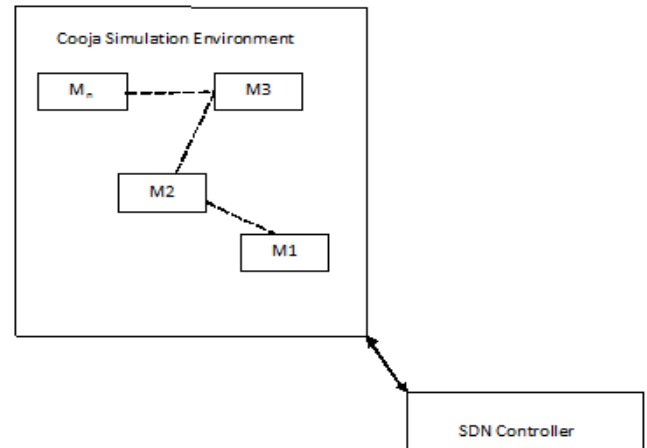 Cooja Simulation Environment
Mn M3
M2
M1
SDN Controller